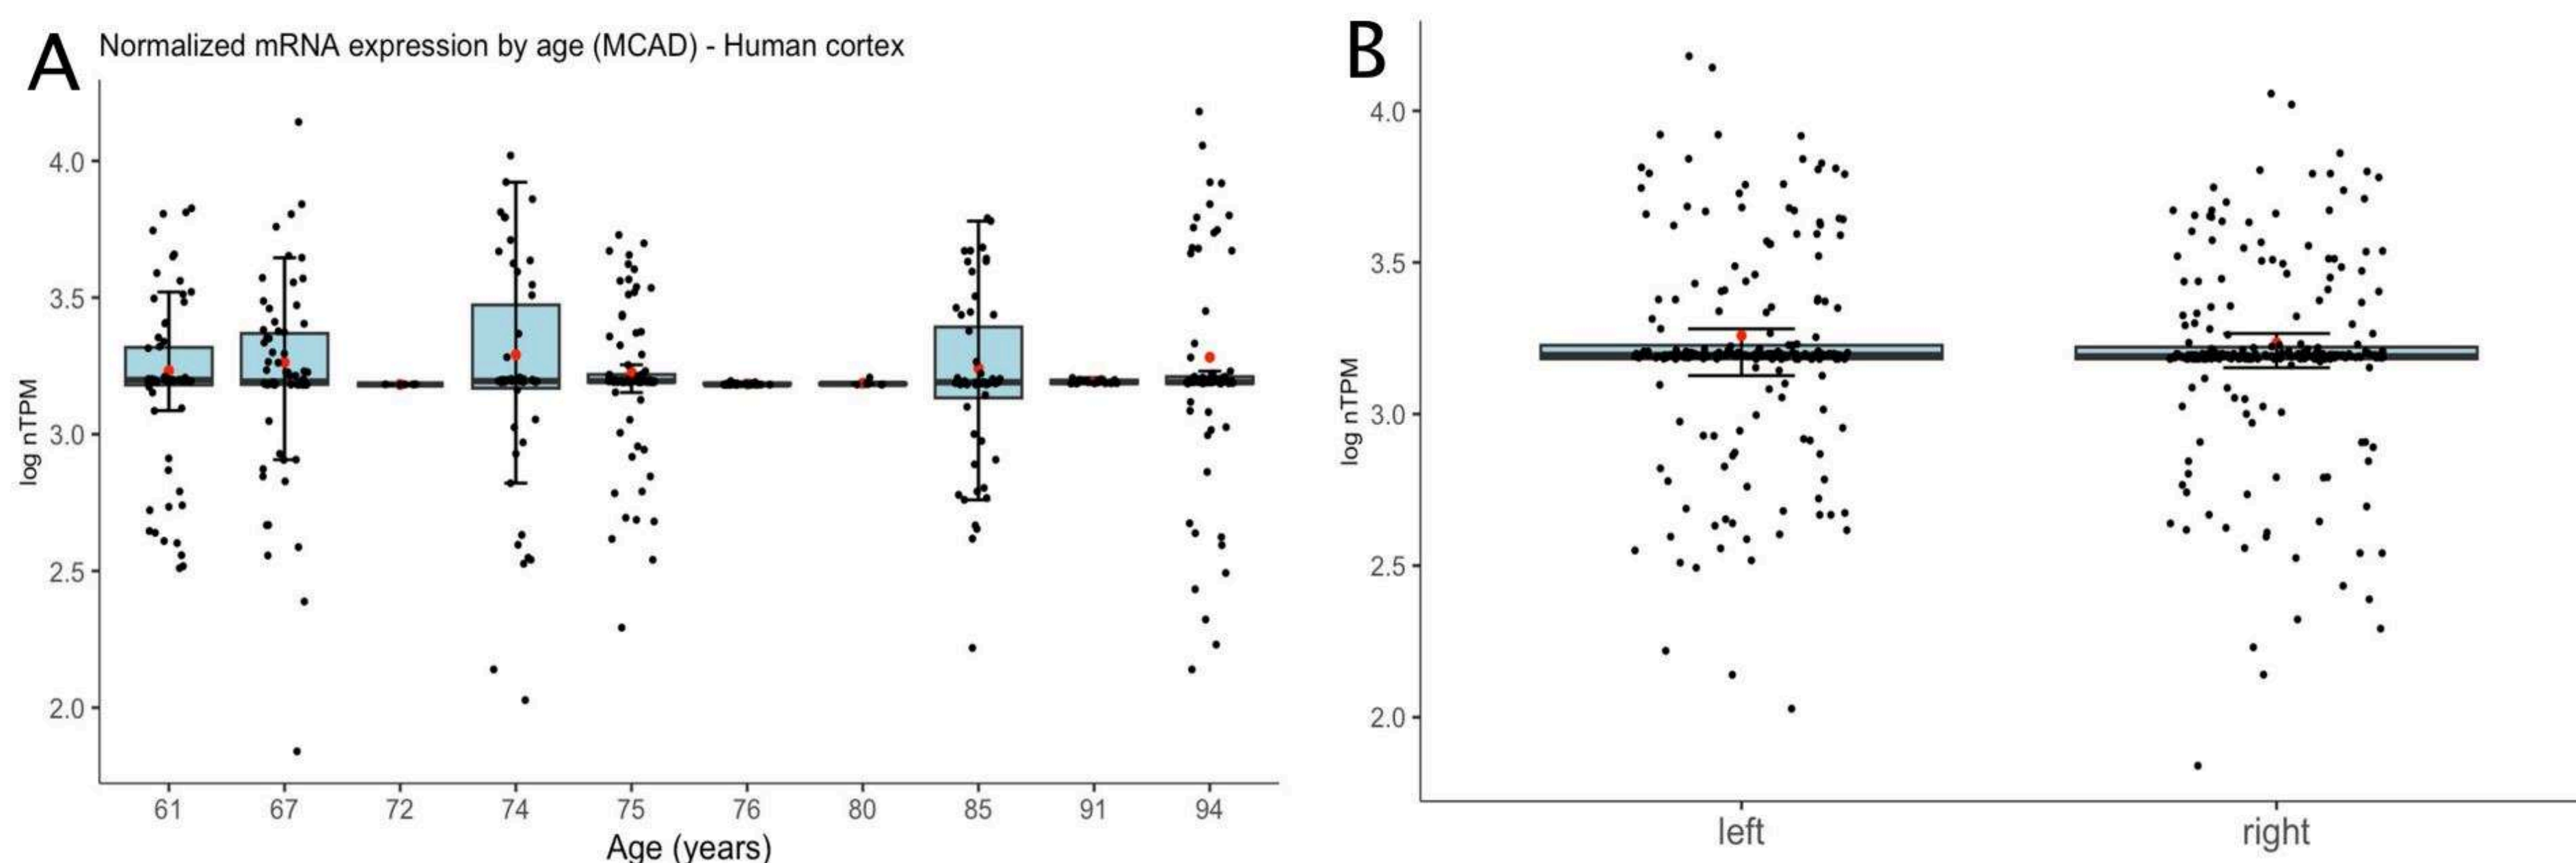 A
Normalized mRNA expression by age (MCAD) - Human cortex
log nTPM
4.0
3.5
3.0
2.5
2.0
61 67 72 74 75 76 80 85 91 94
Age (years)
B
log nTPM
4.0
3.5
3.0
2.5
2.0
left right